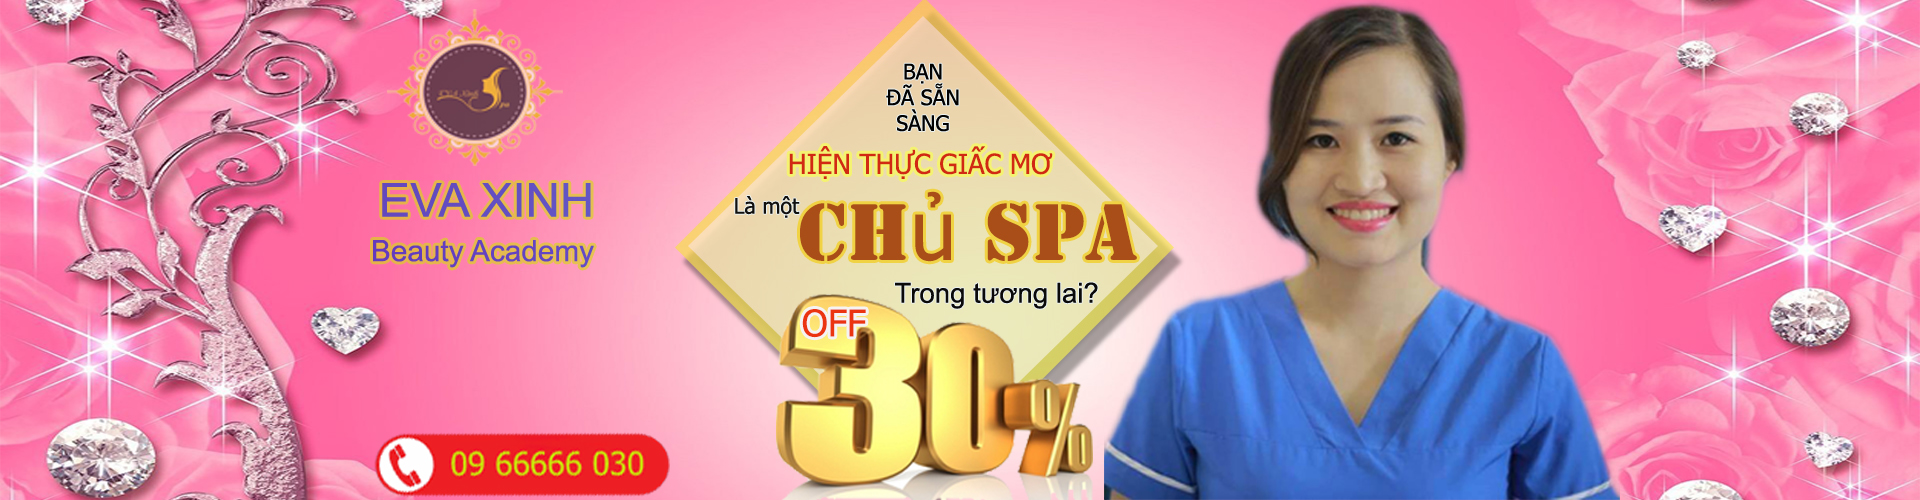 EVA XINH
Beauty Academy
09 66666 030
BẠN
ĐÃ SẴN
SÀNG
HIỆN THỰC GIẤC MƠ
Là một CHủ SPA
Trong tương lai?
OFF 30%